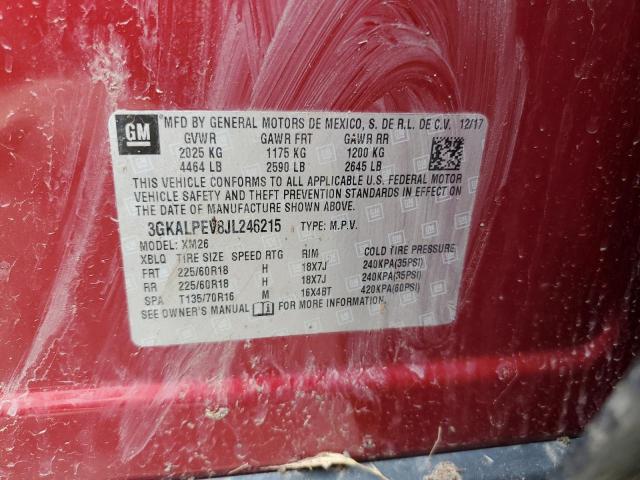 GM
MFD BY GENERAL MOTORS DE MEXICO, S. DE R.L. DE C.V. 12/17
GVWR GAWR FRT GAWR RR
2025 KG 1175 KG 1200 KG
4464 LB 2590 LB 2645 LB
THIS VEHICLE CONFORMS TO ALL APPLICABLE U.S. FEDERAL MOTOR
VEHICLE SAFETY AND THEFT PREVENTION STANDARDS IN EFFECT ON
THE DATE OF MANUFACTURE SHOWN ABOVE.
3GKALPEV8JL246215 TYPE: M.P.V.
MODEL: XM26
XBLQ TIRE SIZE SPEED RTG RIM COLD TIRE PRESSURE
FRT 225/60R18 H 18X7J 240KPA(35PSI)
RR 225/60R18 H 18X7J 240KPA(35PSI)
SPA T135/70R16 M 16X4BT 420KPA(60PSI)
SEE OWNER'S MANUAL FOR MORE INFORMATION.